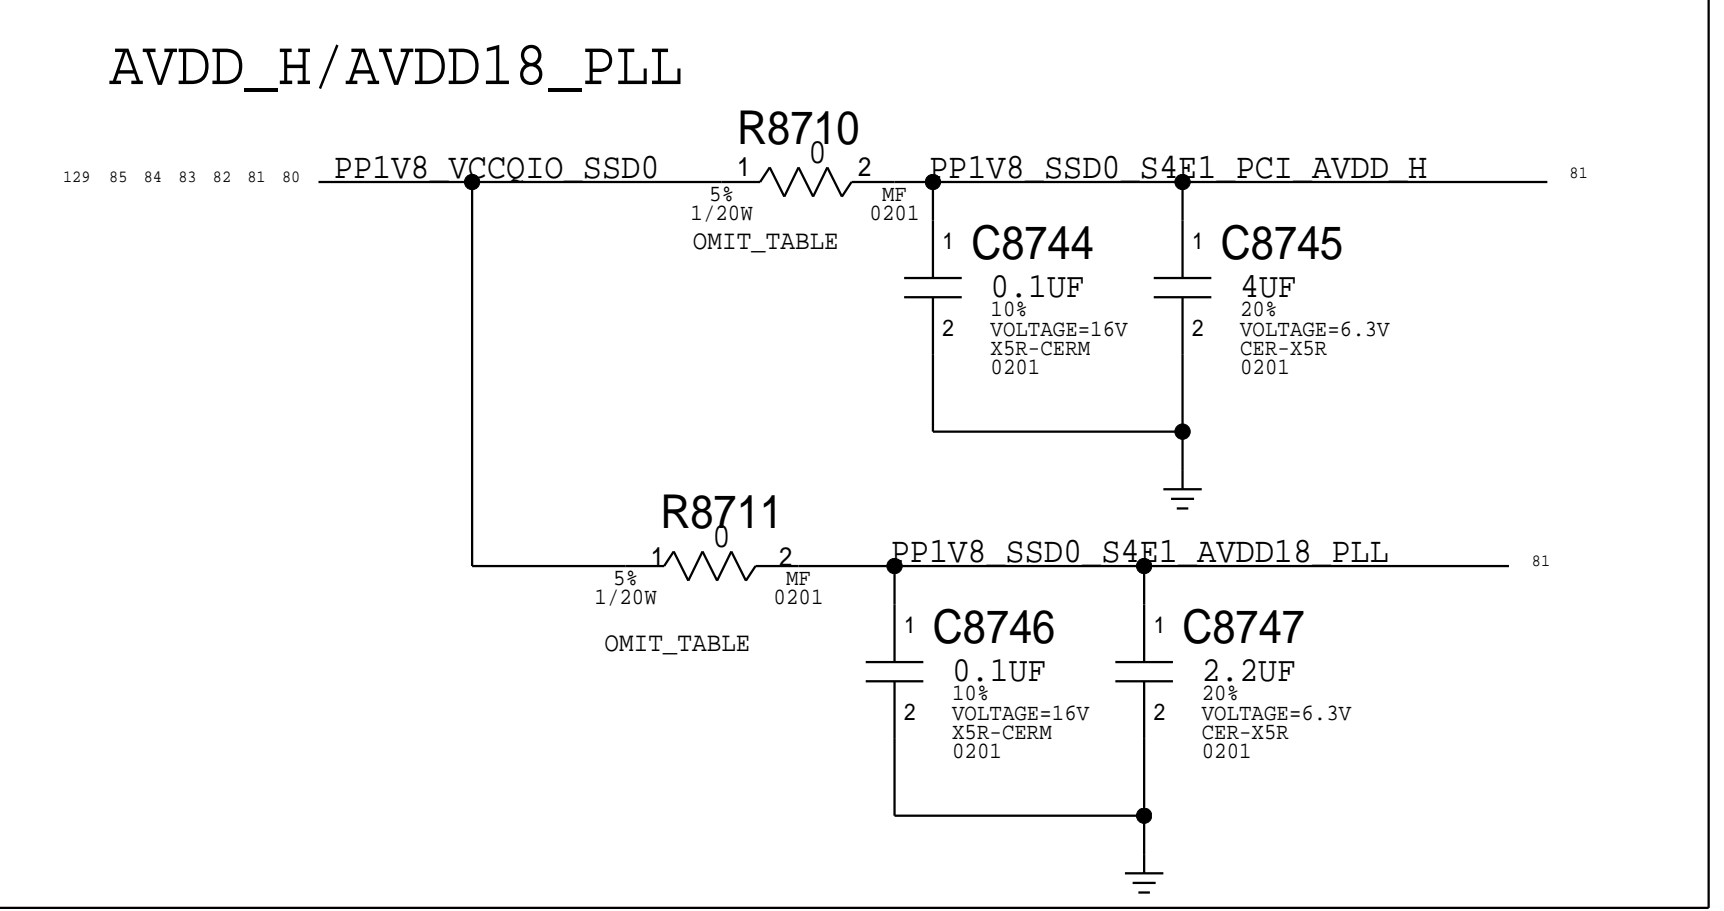 AVDD_H/AVDD18_PLL
R8710
129 85 84 83 82 81 80
PP1V8_VCCQIO_SSD0
1
0
2
PP1V8_SSD0_S4E1_PCI_AVDD_H
81
5%
1/20W
MF
0201
OMIT_TABLE
1
C8744
0.1UF
10%
2
VOLTAGE=16V
X5R-CERM
0201
1
C8745
4UF
20%
2
VOLTAGE=6.3V
CER-X5R
0201
R8711
1
0
2
PP1V8_SSD0_S4E1_AVDD18_PLL
81
5%
1/20W
MF
0201
OMIT_TABLE
1
C8746
0.1UF
10%
2
VOLTAGE=16V
X5R-CERM
0201
1
C8747
2.2UF
20%
2
VOLTAGE=6.3V
CER-X5R
0201